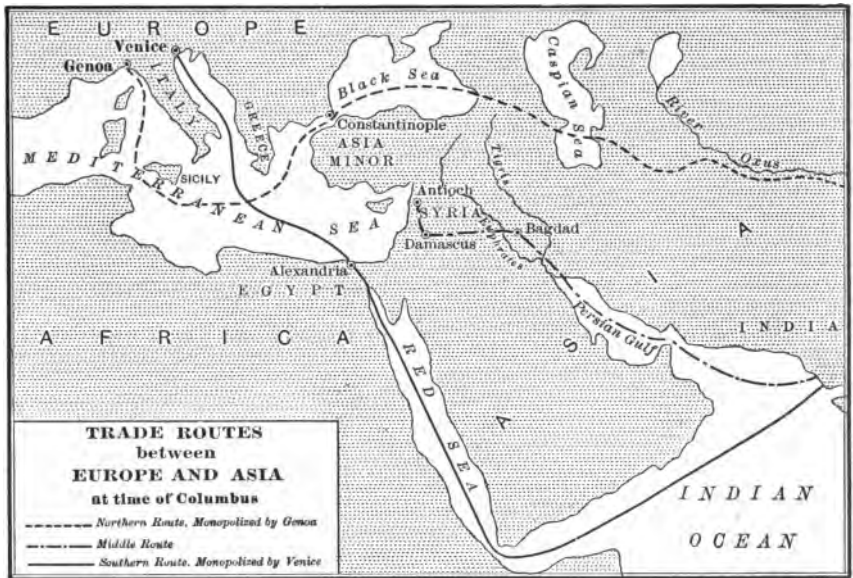 EUROPE
Venice
Genoa
ITALY
GREECE
Black Sea
Caspian Sea
River Oxus
Constantinople
ASIA
MINOR
MEDITERRANEAN SEA
SICILY
Antioch
SYRIA
Tigris
Euphrates
Damascus
Bagdad
Alexandria
EGYPT
AFRICA
RED SEA
Persian Gulf
ASIA
INDIA
INDIAN
OCEAN
TRADE ROUTES
between
EUROPE AND ASIA
at time of Columbus
Northern Route, Monopolized by Genoa
Middle Route
Southern Route, Monopolized by Venice